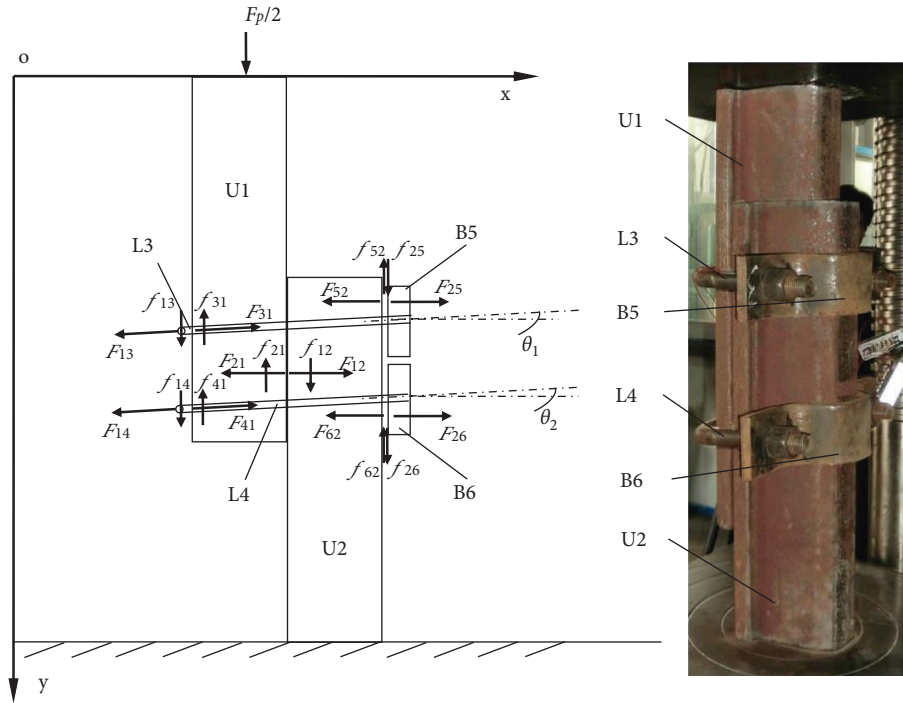 Fp/2
o
x
U1
U1
L3
B5
f52 f25
L3
f13 f31
F31
F52
F25
B5
F13
θ1
F21 f21 f12 F12
f14 f41
θ2
L4
F14
F41
F62
F26
f62 f26
B6
L4
B6
U2
U2
y